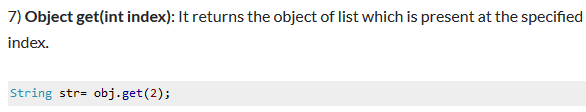 7) Object get(int index): It returns the object of list which is present at the specified
index.
String str= obj.get(2);